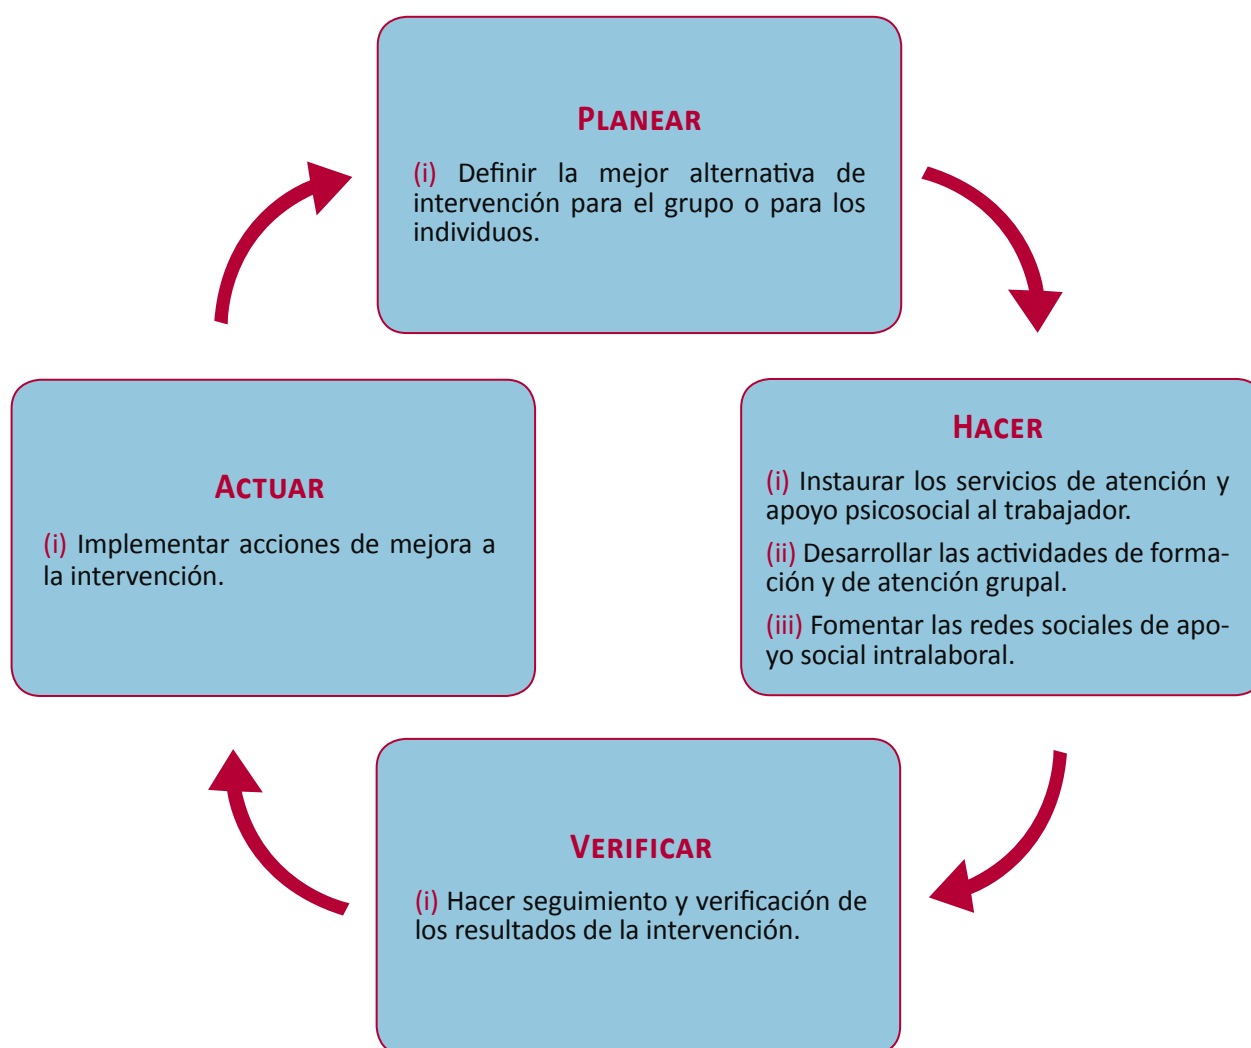 PLANEAR
(i) Definir la mejor alternativa de
intervención para el grupo o para los
individuos.
HACER
(i) Instaurar los servicios de atención y
apoyo psicosocial al trabajador.
(ii) Desarrollar las actividades de forma-
ción y de atención grupal.
(iii) Fomentar las redes sociales de apo-
yo social intralaboral.
VERIFICAR
(i) Hacer seguimiento y verificación de
los resultados de la intervención.
ACTUAR
(i) Implementar acciones de mejora a
la intervención.